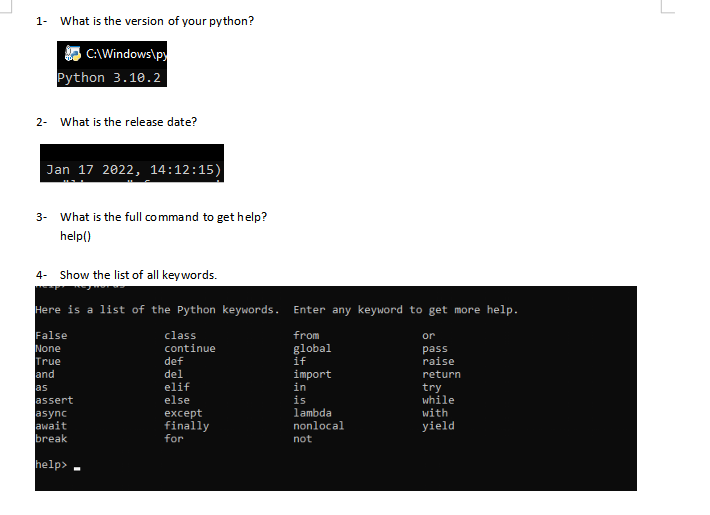 1- What is the version of your python?
C:\Windows\py
Python 3.10.2
2- What is the release date?
Jan 17 2022, 14:12:15)
3- What is the full command to get help?
help()
4- Show the list of all keywords.
Here is a list of the Python keywords. Enter any keyword to get more help.
False class from or
None continue global pass
True def if raise
and del import return
as elif in try
assert else is while
async except lambda with
await finally nonlocal yield
break for not
help>